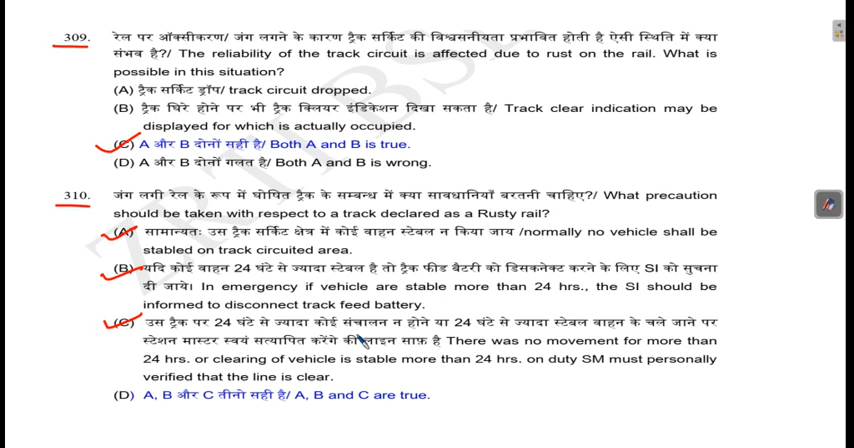 309. रेल पर ऑक्सीकरण/ जंग लगने के कारण ट्रैक सर्किट की विश्वसनीयता प्रभावित होती है ऐसी स्थिति में क्या
संभव है?/ The reliability of the track circuit is affected due to rust on the rail. What is
possible in this situation?
(A) ट्रैक सर्किट ड्रॉप/ track circuit dropped.
(B) ट्रैक घिरे होने पर भी ट्रैक क्लियर इंडिकेशन दिखा सकता है/ Track clear indication may be
displayed for which is actually occupied.
(C) A और B दोनों सही है/ Both A and B is true.
(D) A और B दोनों गलत है/ Both A and B is wrong.
310. जंग लगी रेल के रूप में घोषित ट्रैक के सम्बन्ध में क्या सावधानियाँ बरतनी चाहिए?/ What precaution
should be taken with respect to a track declared as a Rusty rail?
(A) सामान्यतः उस ट्रैक सर्किट क्षेत्र में कोई वाहन स्टेबल न किया जाय /normally no vehicle shall be
stabled on track circuited area.
(B) यदि कोई वाहन 24 घंटे से ज्यादा स्टेबल है तो ट्रैक फीड बैटरी को डिसकनेक्ट करने के लिए SI को सुचना
दी जाये। In emergency if vehicle are stable more than 24 hrs., the SI should be
informed to disconnect track feed battery.
(C) उस ट्रैक पर 24 घंटे से ज्यादा कोई संचालन न होने या 24 घंटे से ज्यादा स्टेबल वाहन के चले जाने पर
स्टेशन मास्टर स्वयं सत्यापित करेंगे की लाइन साफ़ है There was no movement for more than
24 hrs. or clearing of vehicle is stable more than 24 hrs. on duty SM must personally
verified that the line is clear.
(D) A, B और C तीनो सही है/ A, B and C are true.
ZRTI BSL